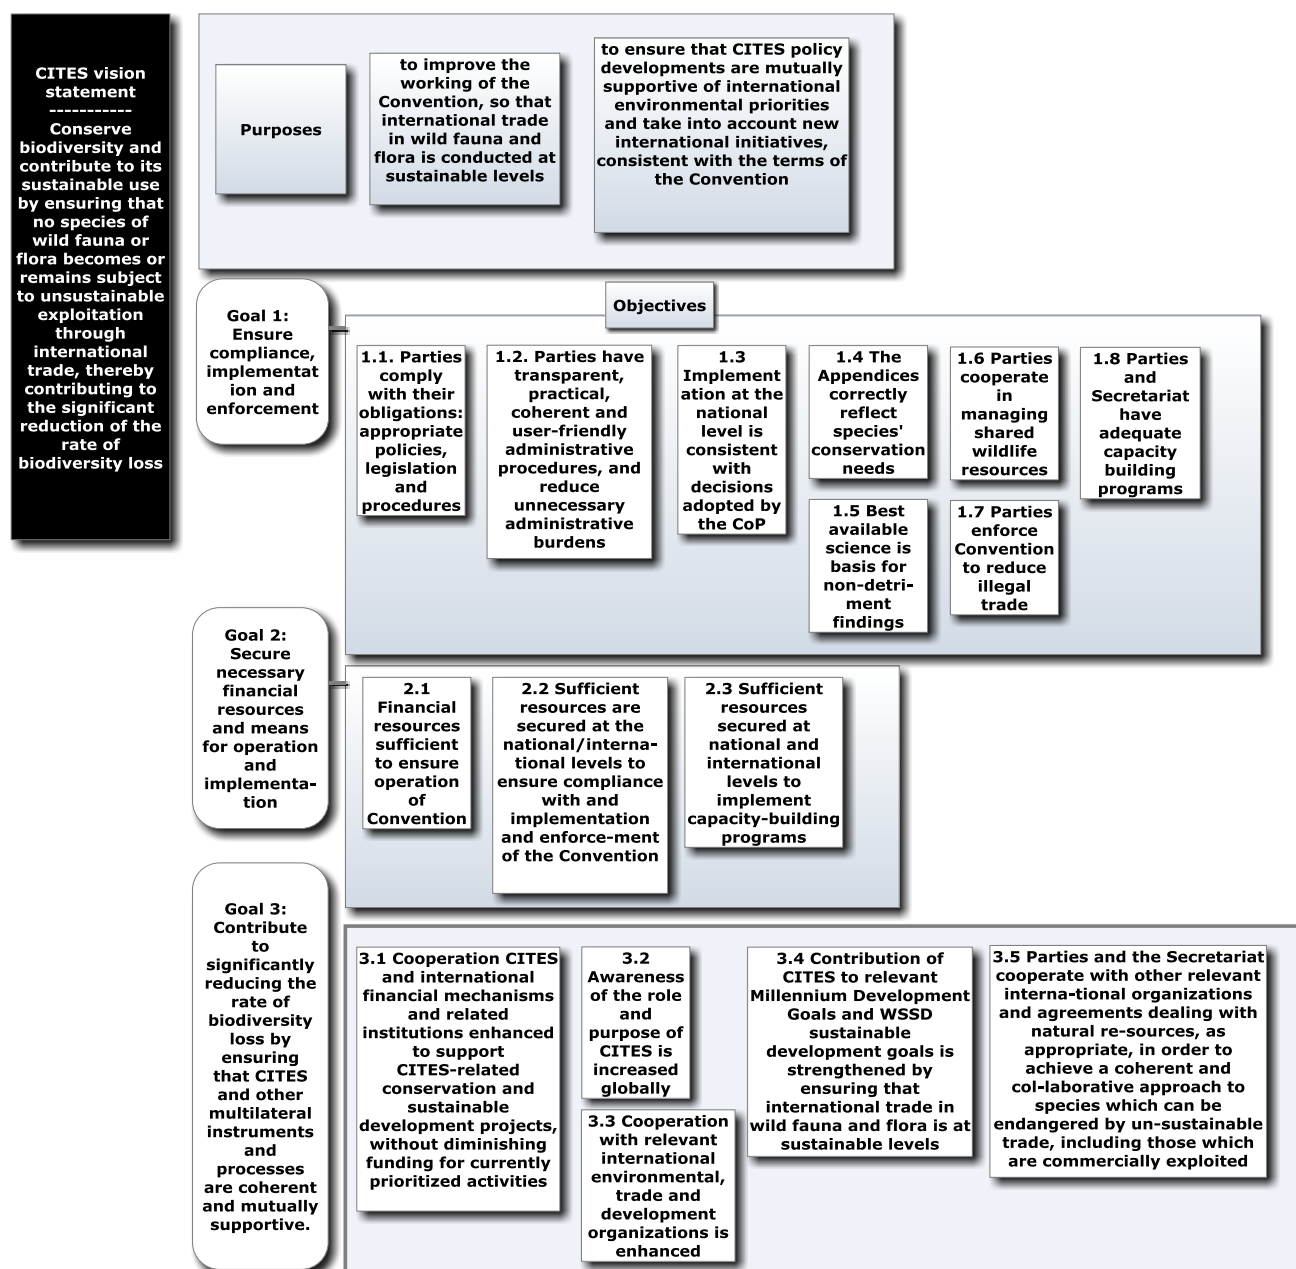 CITES vision
statement
-----------
Conserve
biodiversity and
contribute to its
sustainable use
by ensuring that
no species of
wild fauna or
flora becomes or
remains subject
to unsustainable
exploitation
through
international
trade, thereby
contributing to
the significant
reduction of the
rate of
biodiversity loss
Purposes
to improve the
working of the
Convention, so that
international trade
in wild fauna and
flora is conducted at
sustainable levels
to ensure that CITES policy
developments are mutually
supportive of international
environmental priorities
and take into account new
international initiatives,
consistent with the terms of
the Convention
Goal 1:
Ensure
compliance,
implementat
ion and
enforcement
Objectives
1.1. Parties
comply
with their
obligations:
appropriate
policies,
legislation
and
procedures
1.2. Parties have
transparent,
practical,
coherent and
user-friendly
administrative
procedures, and
reduce
unnecessary
administrative
burdens
1.3
Implement
ation at the
national
level is
consistent
with
decisions
adopted by
the CoP
1.4 The
Appendices
correctly
reflect
species'
conservation
needs
1.5 Best
available
science is
basis for
non-detri-
ment
findings
1.6 Parties
cooperate
in
managing
shared
wildlife
resources
1.7 Parties
enforce
Convention
to reduce
illegal
trade
1.8 Parties
and
Secretariat
have
adequate
capacity
building
programs
Goal 2:
Secure
necessary
financial
resources
and means
for operation
and
implementa-
tion
2.1
Financial
resources
sufficient
to ensure
operation
of
Convention
2.2 Sufficient
resources are
secured at the
national/interna-
tional levels to
ensure compliance
with and
implementation
and enforce-ment
of the Convention
2.3 Sufficient
resources
secured at
national and
international
levels to
implement
capacity-building
programs
Goal 3:
Contribute
to
significantly
reducing the
rate of
biodiversity
loss by
ensuring
that CITES
and other
multilateral
instruments
and
processes
are coherent
and mutually
supportive.
3.1 Cooperation CITES
and international
financial mechanisms
and related
institutions enhanced
to support
CITES-related
conservation and
sustainable
development projects,
without diminishing
funding for currently
prioritized activities
3.2
Awareness
of the role
and
purpose of
CITES is
increased
globally
3.3 Cooperation
with relevant
international
environmental,
trade and
development
organizations is
enhanced
3.4 Contribution of
CITES to relevant
Millennium Development
Goals and WSSD
sustainable
development goals is
strengthened by
ensuring that
international trade in
wild fauna and flora is at
sustainable levels
3.5 Parties and the Secretariat
cooperate with other relevant
interna-tional organizations
and agreements dealing with
natural re-sources, as
appropriate, in order to
achieve a coherent and
col-laborative approach to
species which can be
endangered by un-sustainable
trade, including those which
are commercially exploited